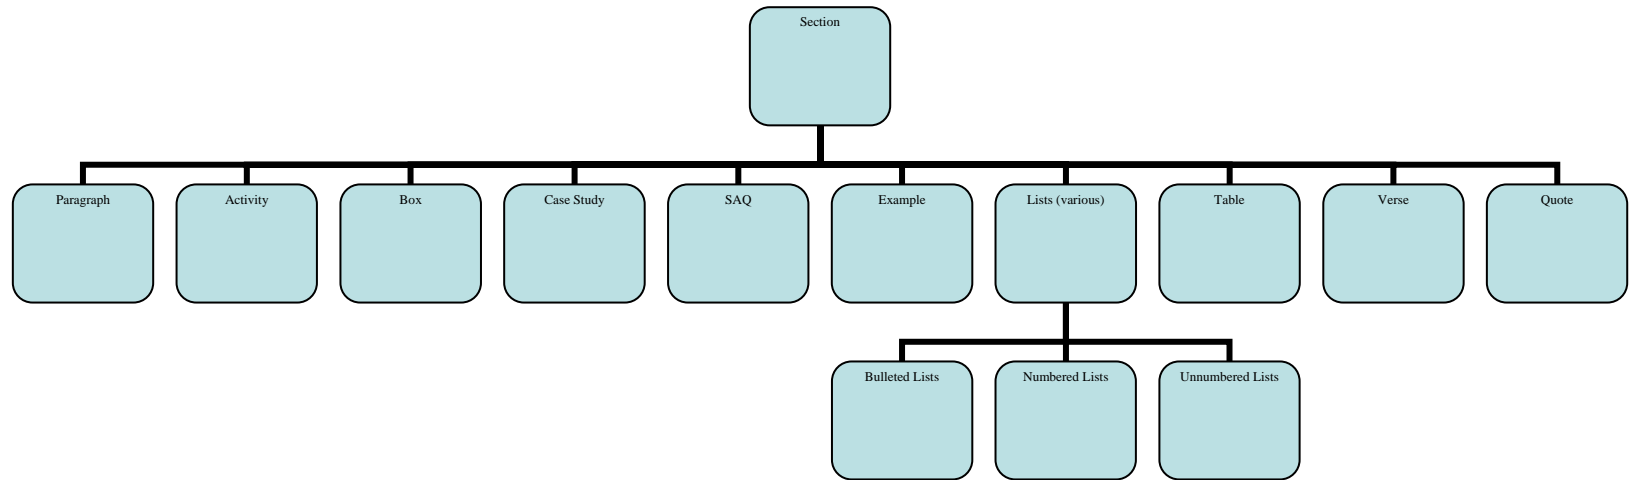 Section
Paragraph
Activity
Box
Case Study
SAQ
Example
Lists (various)
Table
Verse
Quote
Bulleted Lists
Numbered Lists
Unnumbered Lists